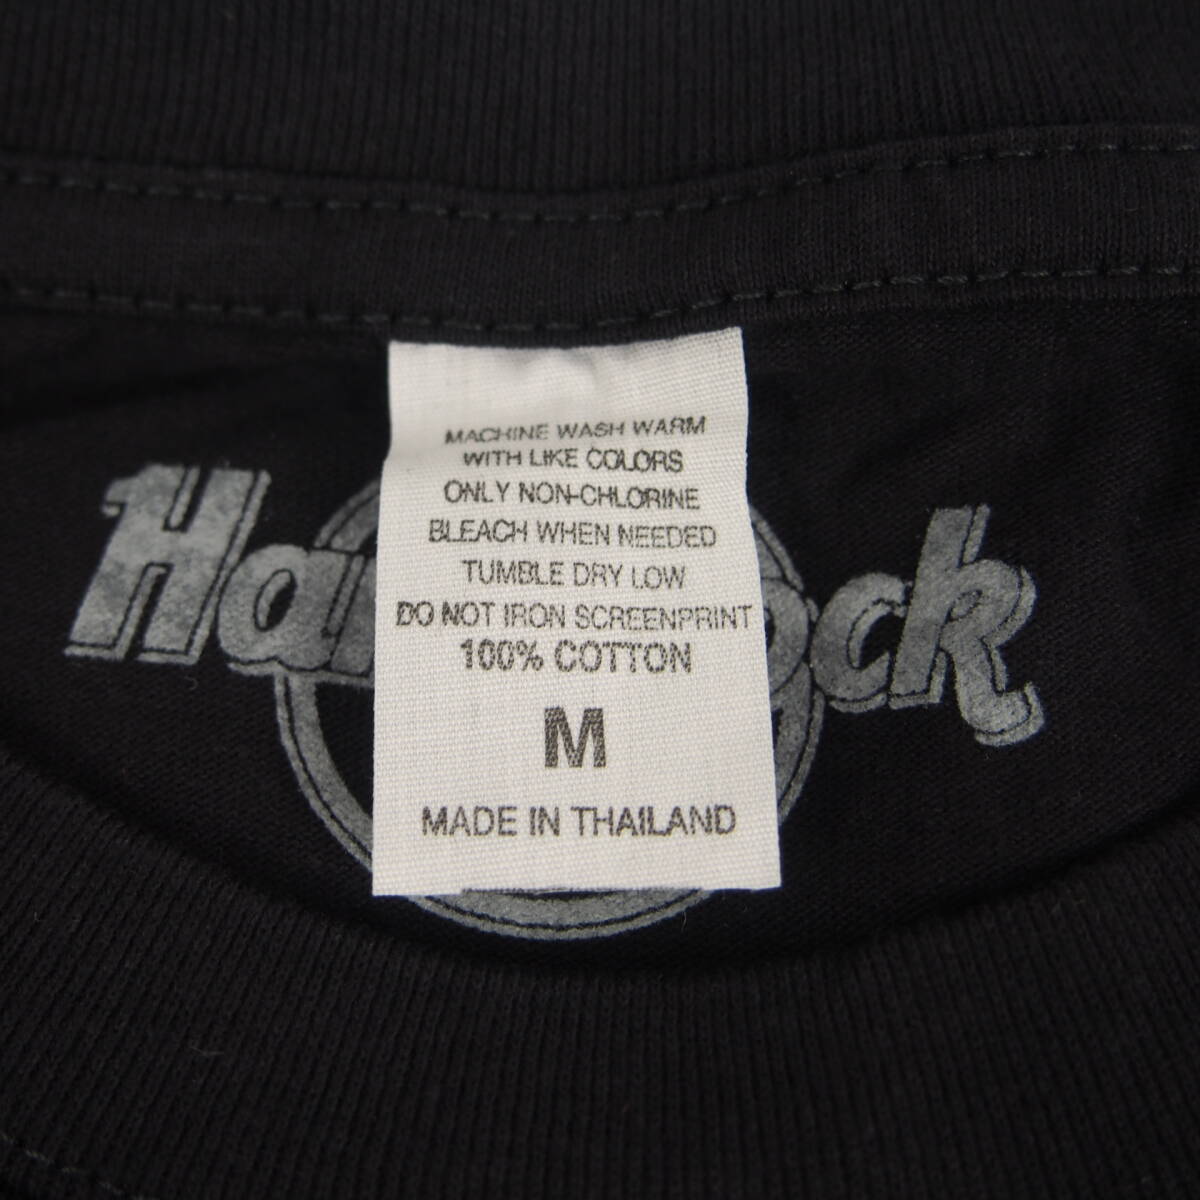 MACHINE WASH WARM
WITH LIKE COLORS
ONLY NON-CHLORINE
BLEACH WHEN NEEDED
TUMBLE DRY LOW
DO NOT IRON SCREENPRINT
100% COTTON
M
MADE IN THAILAND